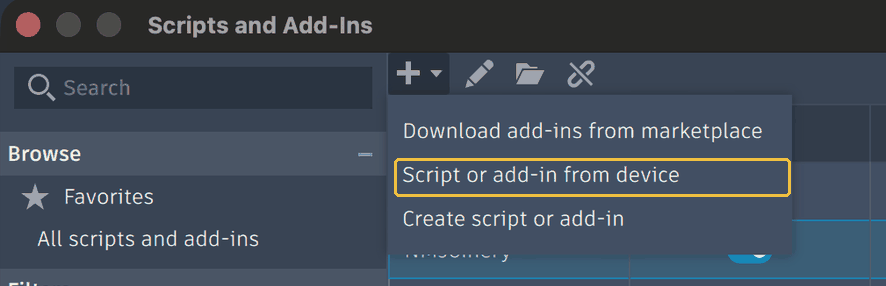 Scripts and Add-Ins
Search
Browse
Favorites
All scripts and add-ins
Download add-ins from marketplace
Script or add-in from device
Create script or add-in